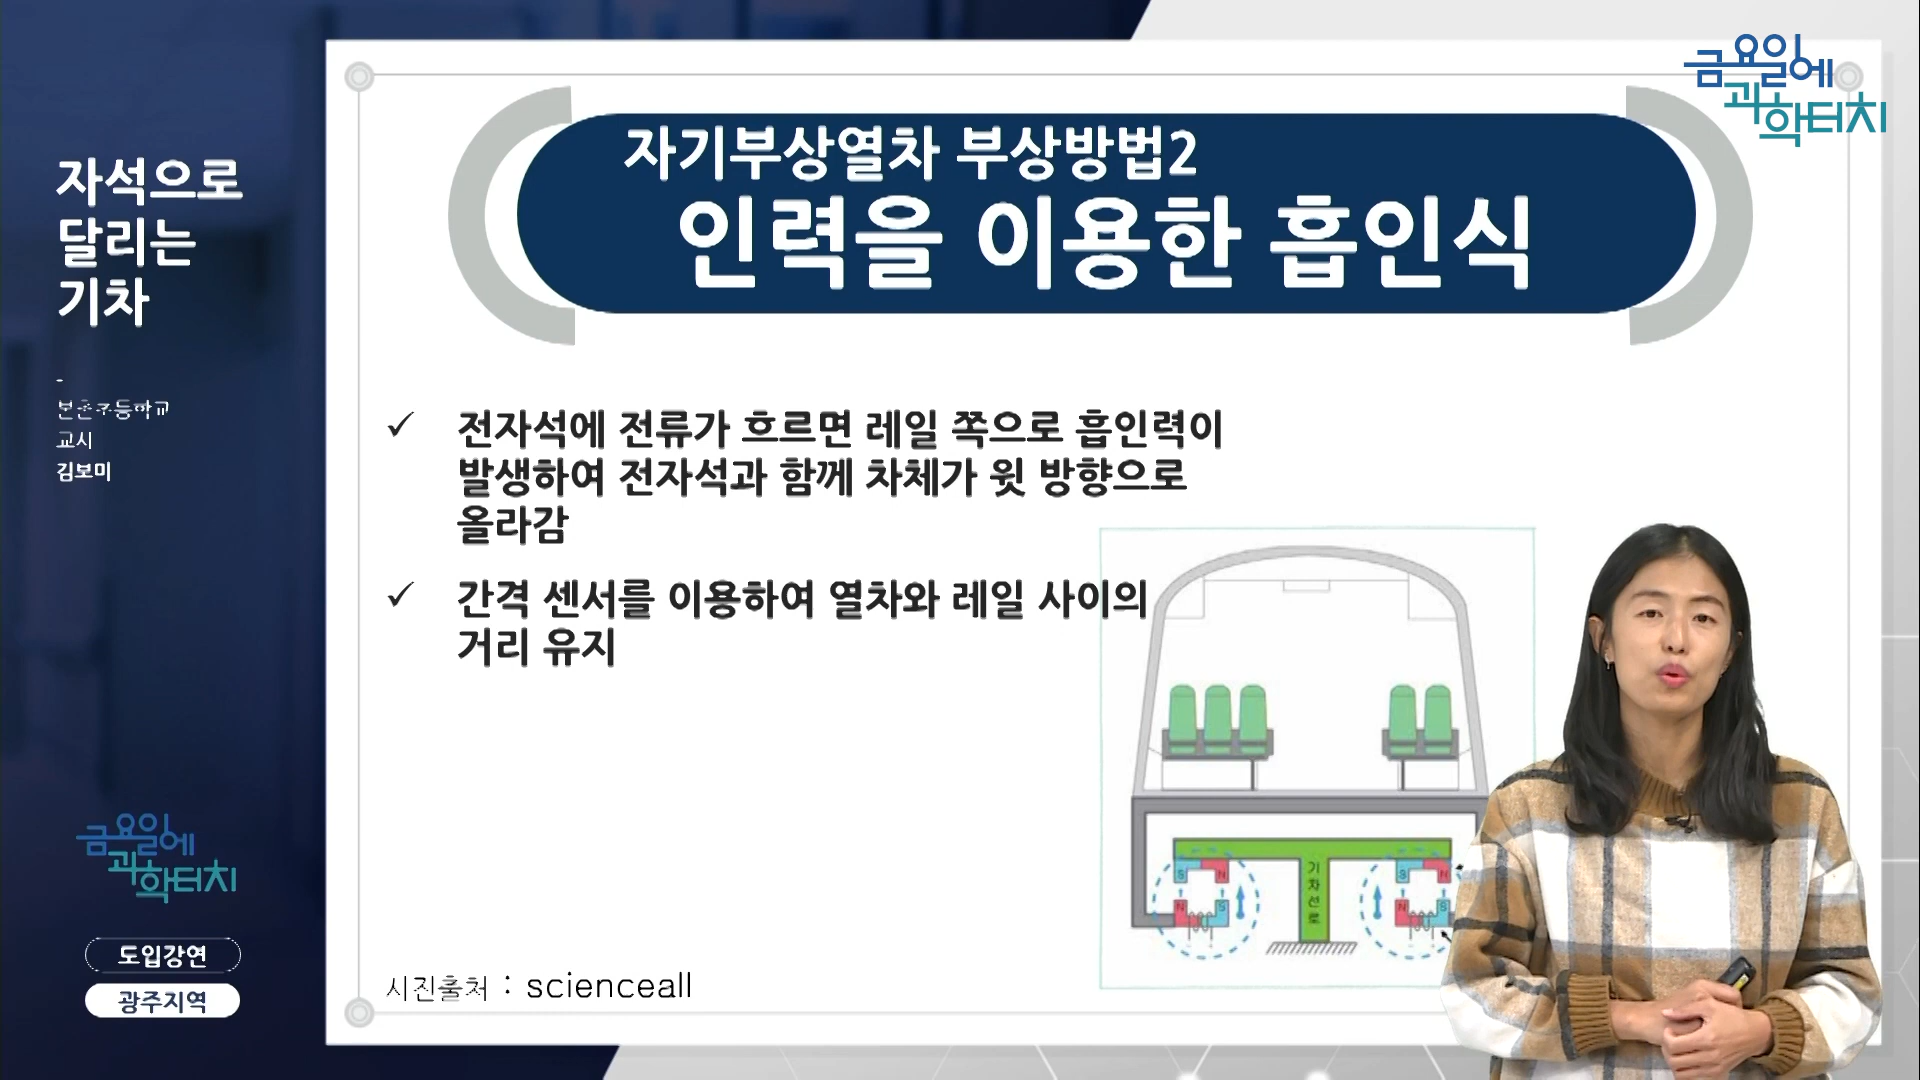 금요일에
과학터치
자석으로
달리는
기차
-
교사
김보미
자기부상열차 부상방법2
인력을 이용한 흡인식
✓ 전자석에 전류가 흐르면 레일 쪽으로 흡인력이
발생하여 전자석과 함께 차체가 윗 방향으로
올라감
✓ 간격 센서를 이용하여 열차와 레일 사이의
거리 유지
S N
N S
기차선로
S N
N S
사진출처 : scienceall
금요일에
과학터치
도입강연
광주지역